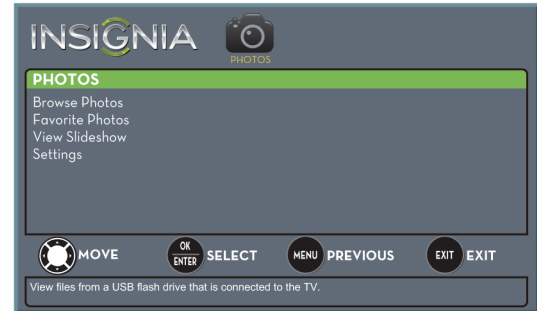 INSIGNIA
PHOTOS
PHOTOS
Browse Photos
Favorite Photos
View Slideshow
Settings
MOVE
OK
ENTER
SELECT
MENU
PREVIOUS
EXIT
EXIT
View files from a USB flash drive that is connected to the TV.